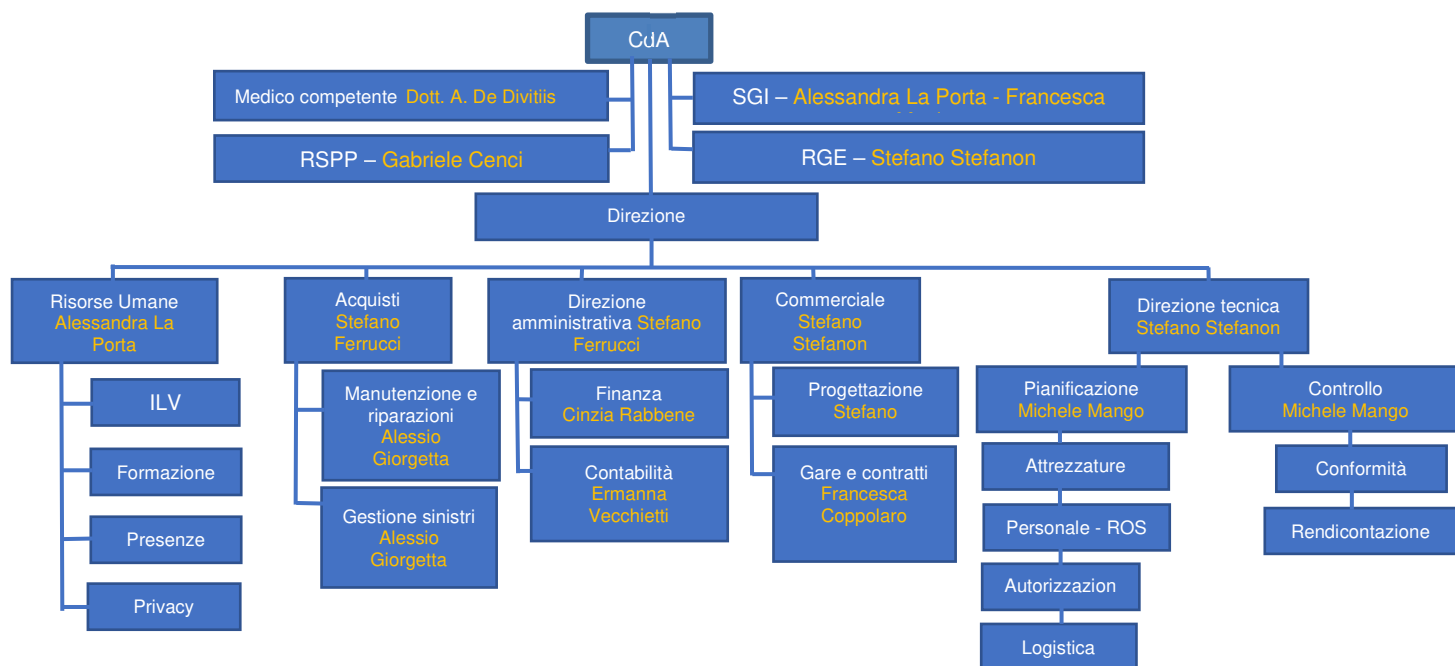 CdA
Medico competente Dott. A. De Divitiis
SGI – Alessandra La Porta - Francesca
RSPP – Gabriele Cenci
RGE – Stefano Stefanon
Direzione
Risorse Umane
Alessandra La
Porta
Acquisti
Stefano
Ferrucci
Direzione
amministrativa Stefano
Ferrucci
Commerciale
Stefano
Stefanon
Direzione tecnica
Stefano Stefanon
ILV
Formazione
Presenze
Privacy
Manutenzione e
riparazioni
Alessio
Giorgetta
Gestione sinistri
Alessio
Giorgetta
Finanza
Cinzia Rabbene
Contabilità
Ermanna
Vecchietti
Progettazione
Stefano
Gare e contratti
Francesca
Coppolaro
Pianificazione
Michele Mango
Attrezzature
Personale - ROS
Autorizzazion
Logistica
Controllo
Michele Mango
Conformità
Rendicontazione